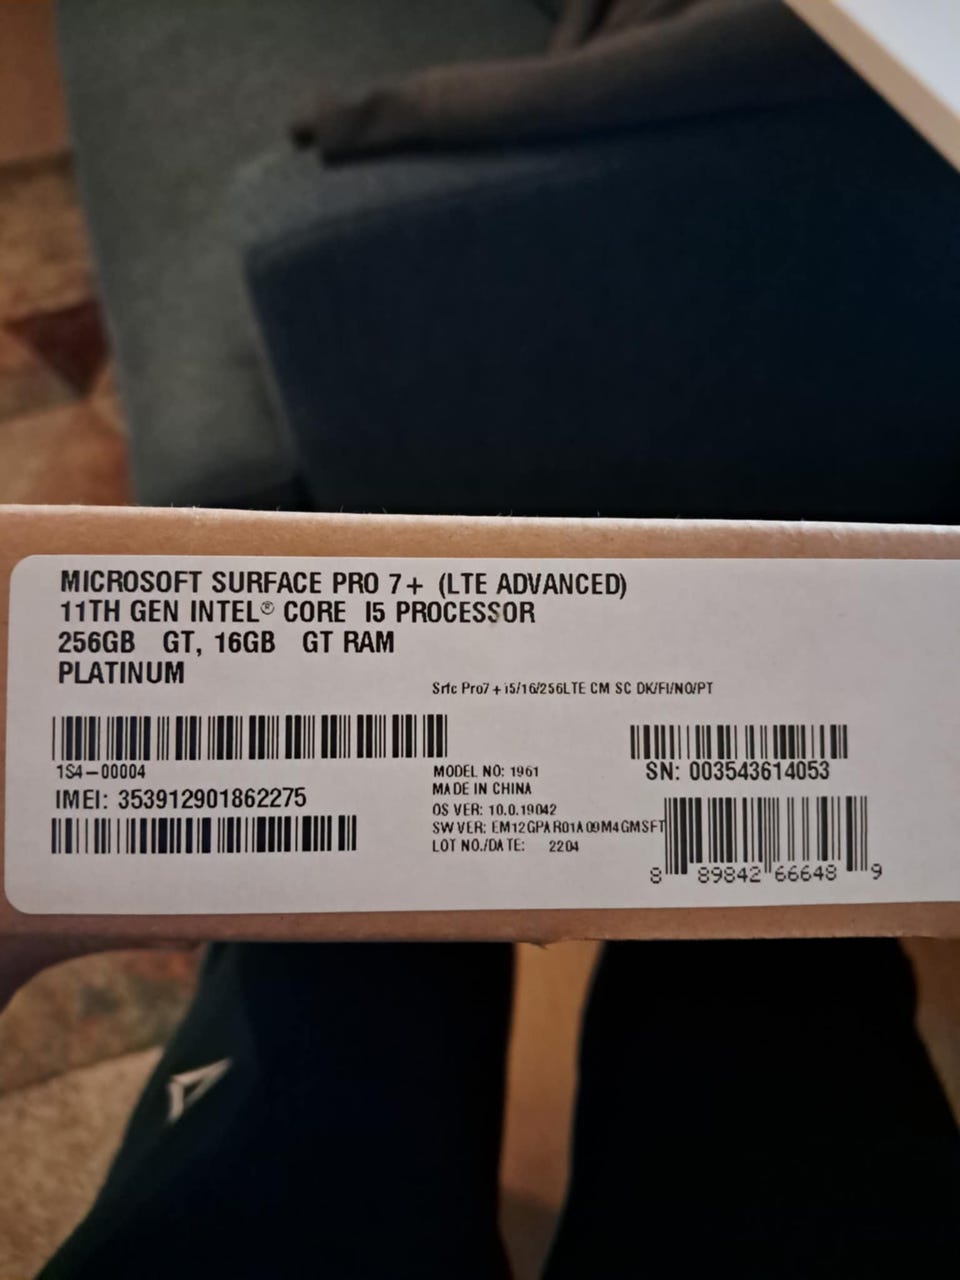 MICROSOFT SURFACE PRO 7+ (LTE ADVANCED)
11TH GEN INTEL® CORE I5 PROCESSOR
256GB GT, 16GB GT RAM
PLATINUM
Srfc Pro7+ i5/16/256LTE CM SC DK/FI/NO/PT
1S4-00004
IMEI: 353912901862275
MODEL NO: 1961
MADE IN CHINA
OS VER: 10.0.19042
SW VER: EM12GPAR01A09M4GMSFT
LOT NO./DATE: 2204
SN: 003543614053
8 89842 66648 9